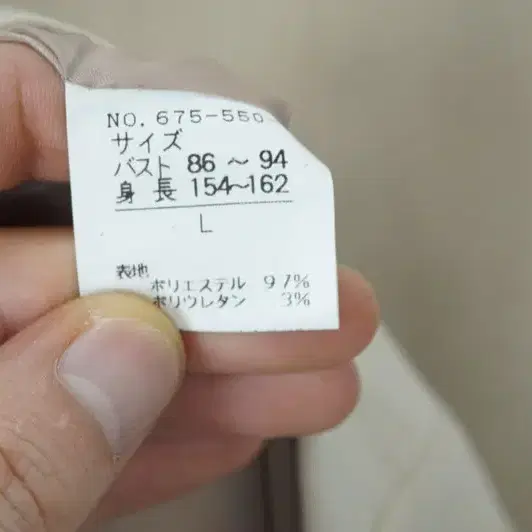 NO. 675-550
サイズ
バスト 86 ～ 94
身 長 154～162
L
表地
ポリエステル 97%
ポリウレタン 3%